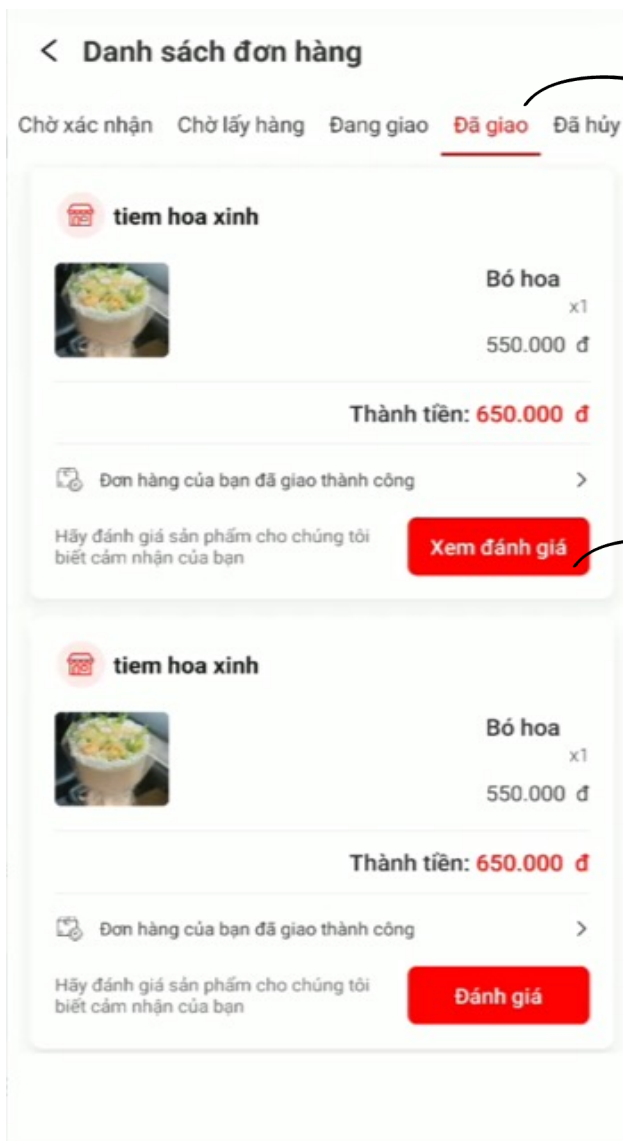 Danh sách đơn hàng
Chờ xác nhận Chờ lấy hàng Đang giao Đã giao Đã hủy
tiem hoa xinh
Bó hoa
x1
550.000 đ
Thành tiền: 650.000 đ
Đơn hàng của bạn đã giao thành công
Hãy đánh giá sản phẩm cho chúng tôi
biết cảm nhận của bạn
Xem đánh giá
tiem hoa xinh
Bó hoa
x1
550.000 đ
Thành tiền: 650.000 đ
Đơn hàng của bạn đã giao thành công
Hãy đánh giá sản phẩm cho chúng tôi
biết cảm nhận của bạn
Đánh giá